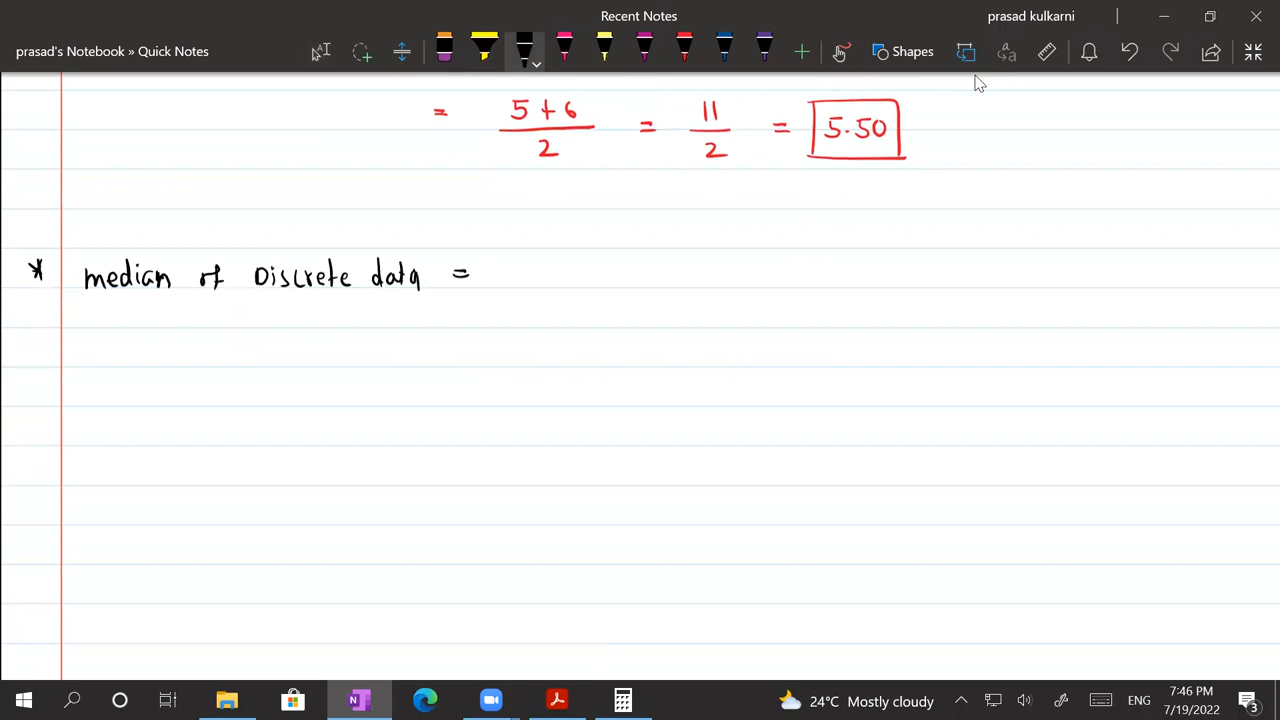 Recent Notes
prasad kulkarni
prasad's Notebook » Quick Notes
Shapes
= 5+6 / 2 = 11 / 2 = 5.50
* median of Discrete data =
24°C Mostly cloudy
ENG
7:46 PM
7/19/2022
3